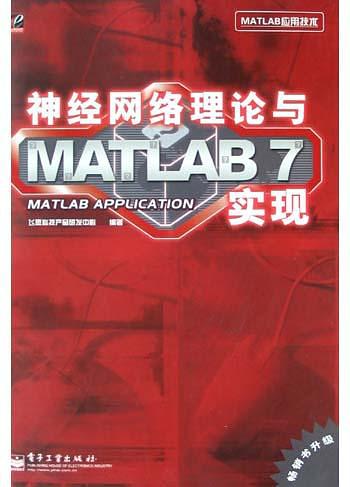 MATLAB应用技术
神经网络理论与
MATLAB 7
MATLAB APPLICATION
实现
飞思科技产品研发中心 编著
电子工业出版社
PUBLISHING HOUSE OF ELECTRONICS INDUSTRY
畅销书升级